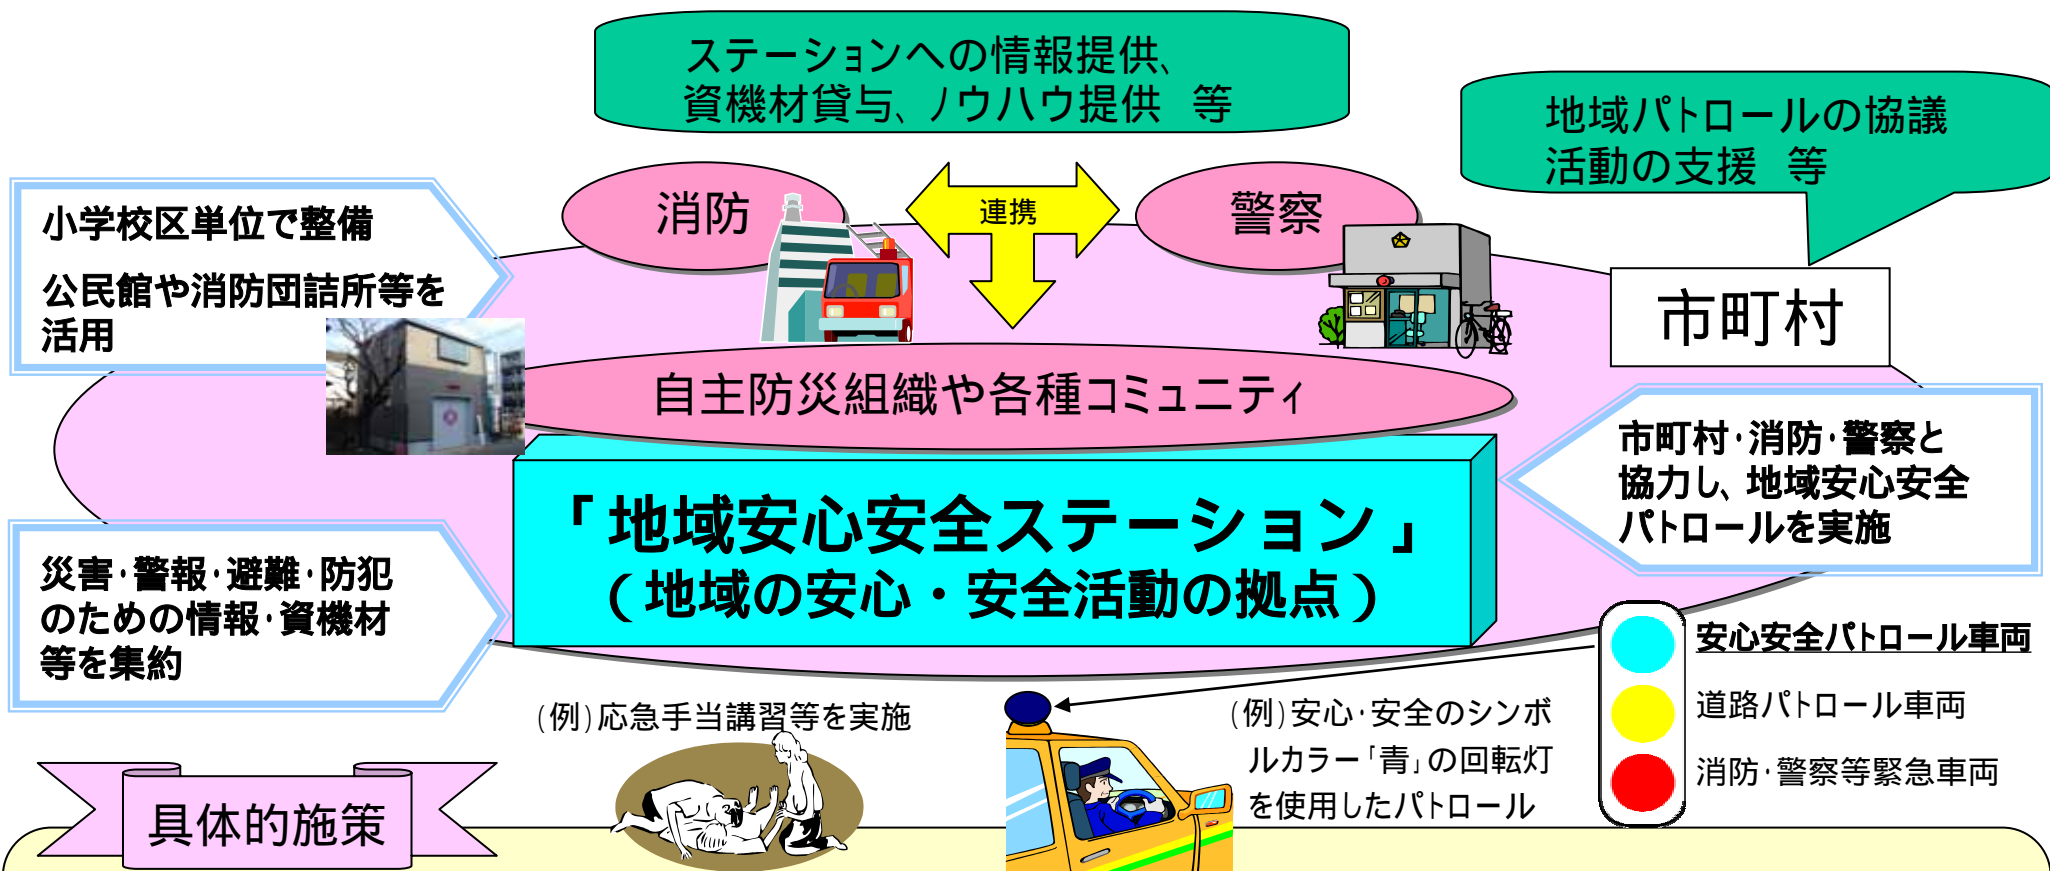 ステーションへの情報提供、
資機材貸与、ノウハウ提供　等
地域パトロールの協議
活動の支援　等
消防
連携
警察
市町村
小学校区単位で整備
公民館や消防団詰所等を
活用
自主防災組織や各種コミュニティ
「地域安心安全ステーション」
(地域の安心・安全活動の拠点)
市町村・消防・警察と
協力し、地域安心安全
パトロールを実施
災害・警報・避難・防犯
のための情報・資機材
等を集約
安心安全パトロール車両
道路パトロール車両
消防・警察等緊急車両
(例)応急手当講習等を実施
(例)安心・安全のシンボ
ルカラー「青」の回転灯
を使用したパトロール
具体的施策